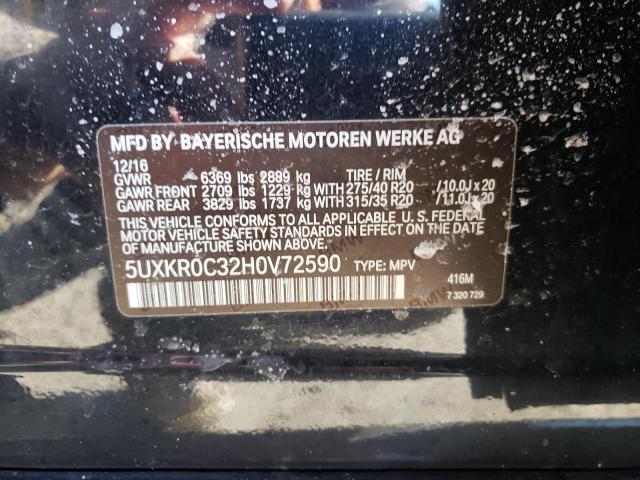 MFD BY BAYERISCHE MOTOREN WERKE AG
12/16
GVWR 6369 lbs 2889 kg TIRE / RIM
GAWR FRONT 2709 lbs 1229 kg WITH 275/40 R20 /10.0J x 20
GAWR REAR 3829 lbs 1737 kg WITH 315/35 R20 /11.0J x 20
THIS VEHICLE CONFORMS TO ALL APPLICABLE U. S. FEDERAL
MOTOR VEHICLE SAFETY STANDARDS IN EFFECT ON THE
DATE OF MANUFACTURE SHOWN ABOVE.
5UXKR0C32H0V72590 TYPE: MPV
416M
7 320 729